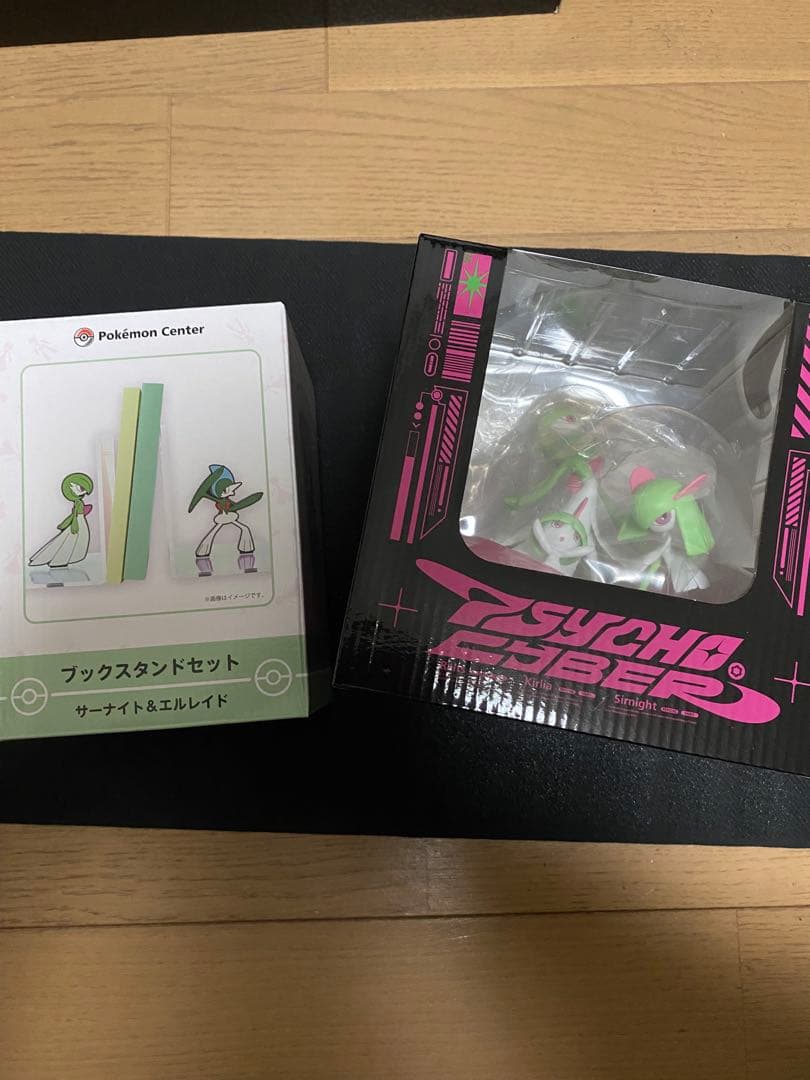 Pokémon Center
※画像はイメージです。
ブックスタンドセット
サーナイト&エルレイド
PSYCHO
CYBER
Kirlia
Sirnight